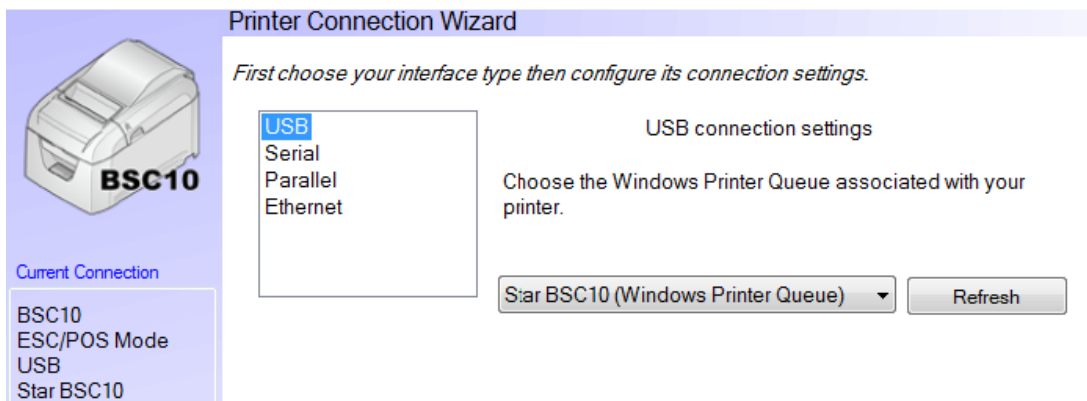 Printer Connection Wizard
First choose your interface type then configure its connection settings.
BSC10
USB
Serial
Parallel
Ethernet
USB connection settings
Choose the Windows Printer Queue associated with your
printer.
Star BSC10 (Windows Printer Queue)
Refresh
Current Connection
BSC10
ESC/POS Mode
USB
Star BSC10